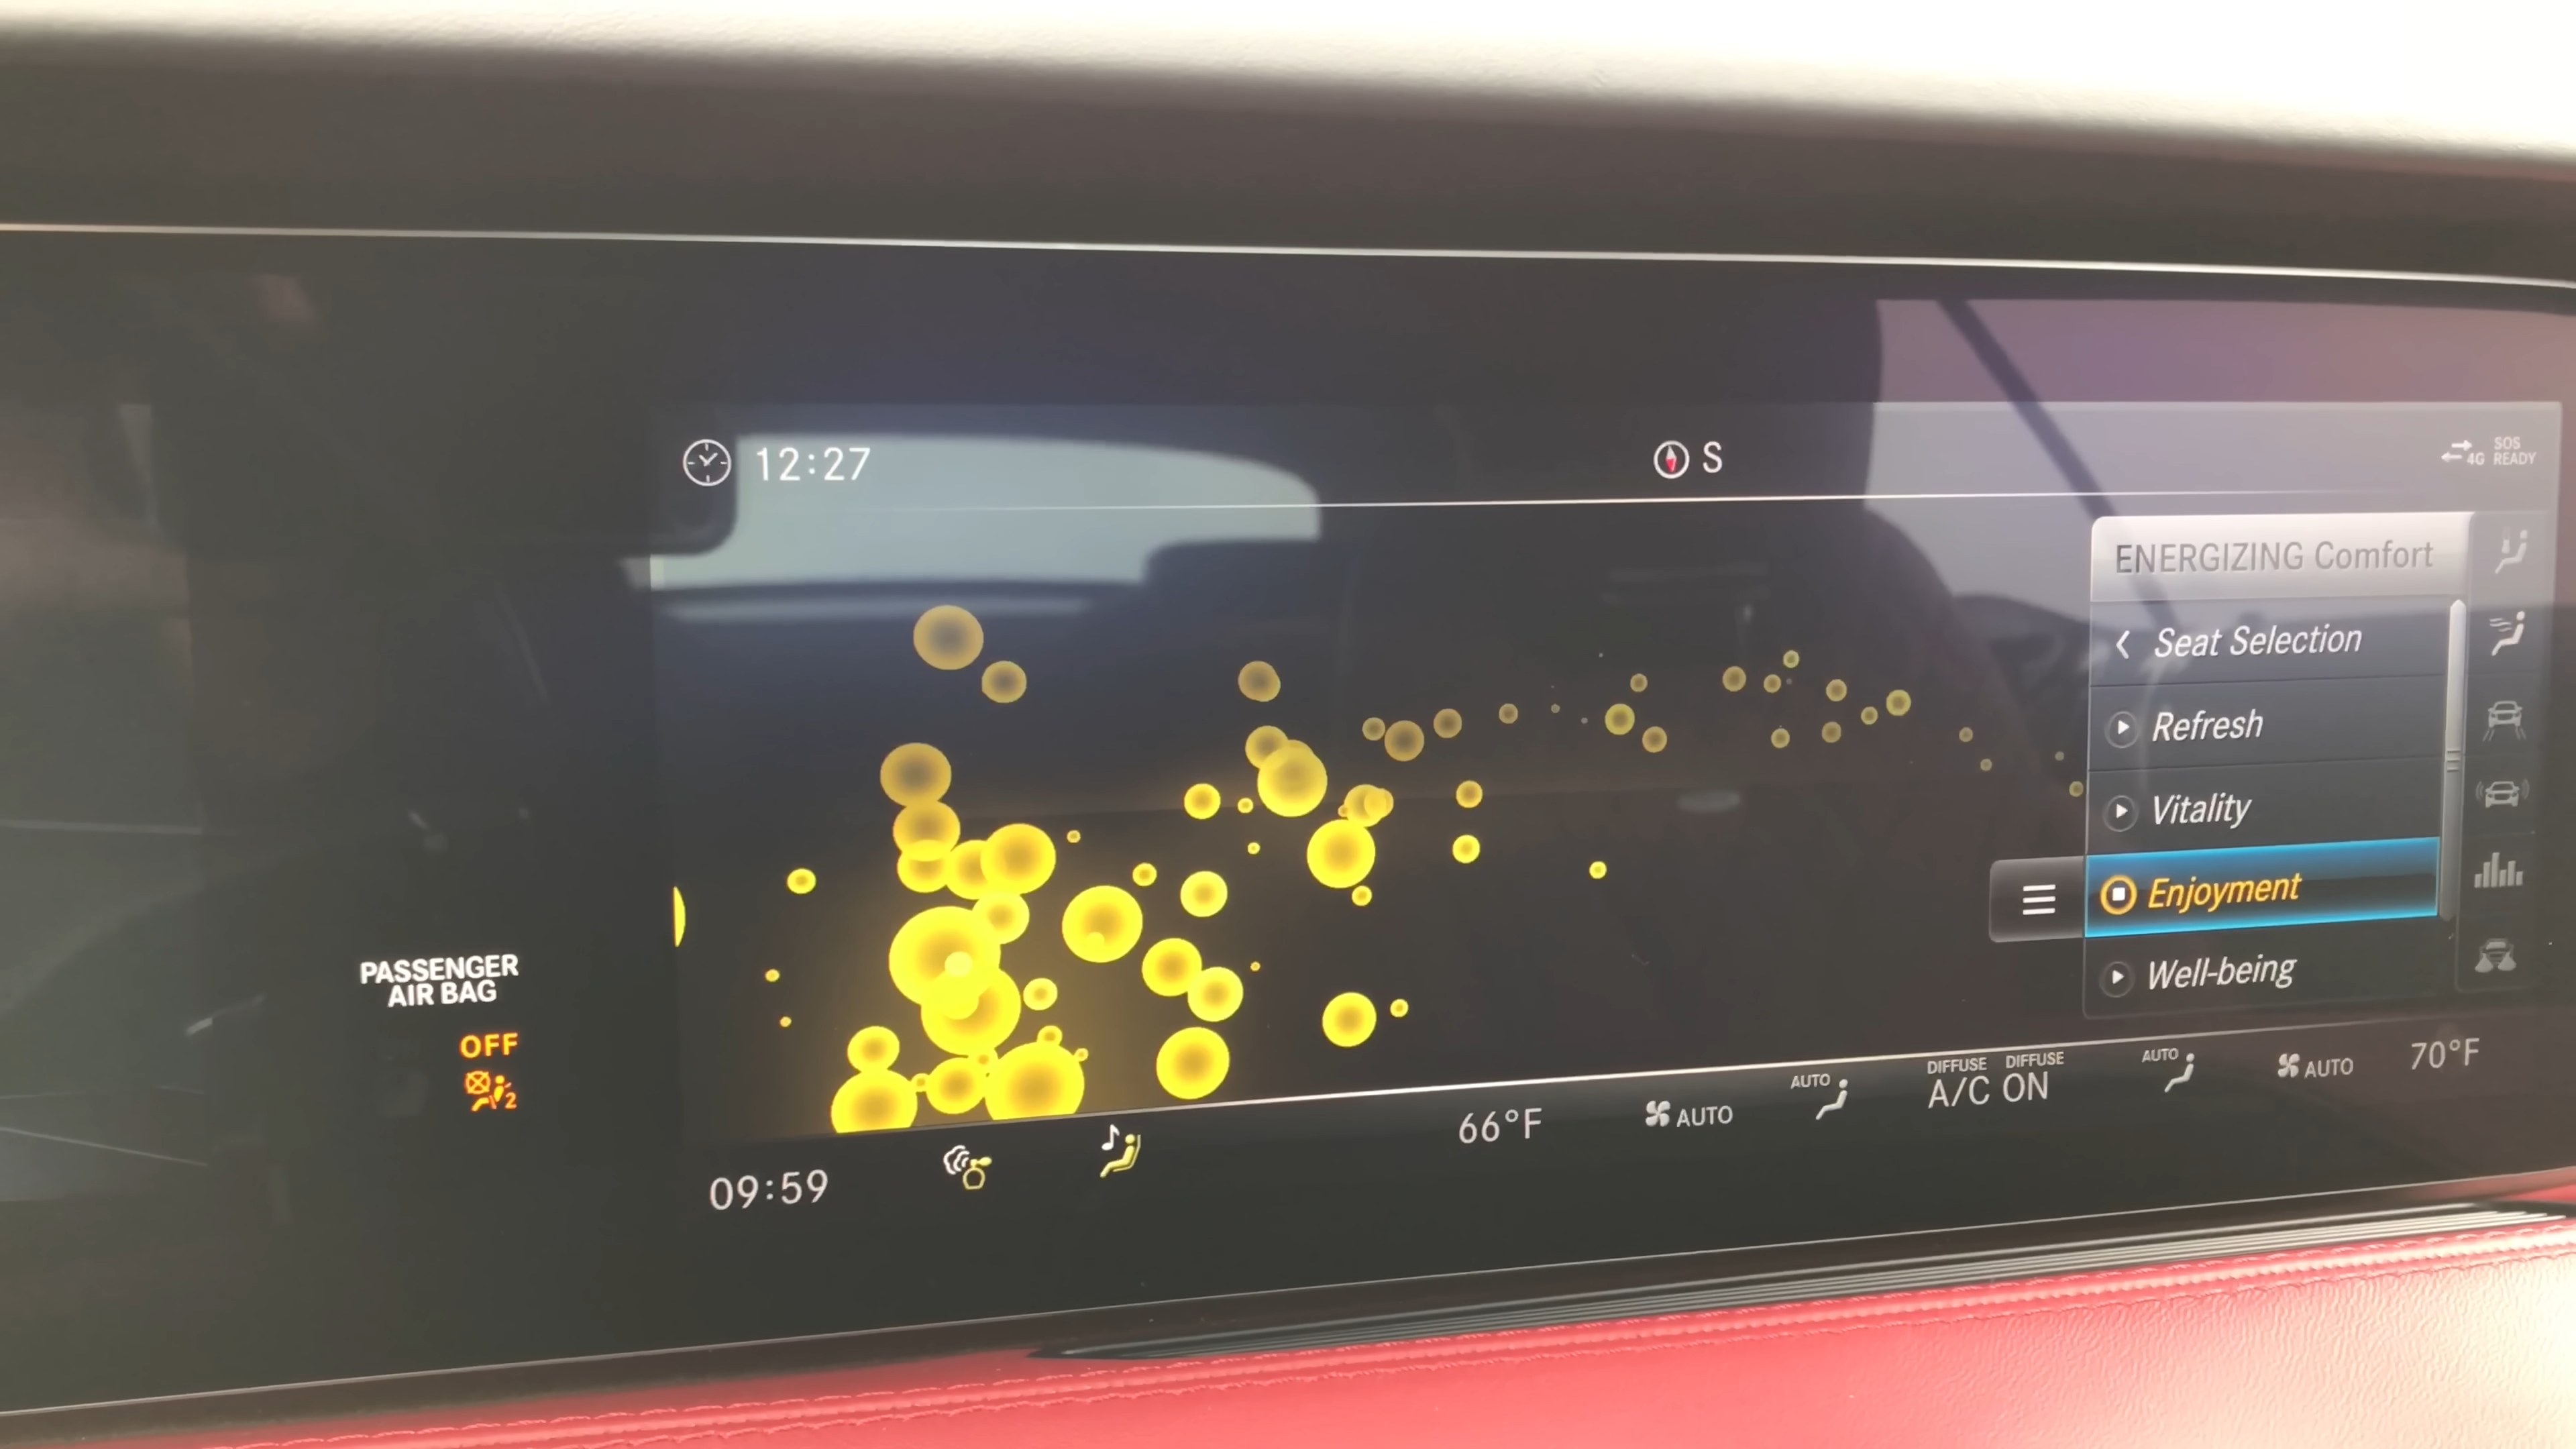 12:27
S
4G
SOS
READY
ENERGIZING Comfort
Seat Selection
Refresh
Vitality
Enjoyment
Well-being
PASSENGER
AIR BAG
OFF
2
09:59
66°F
AUTO
AUTO
DIFFUSE DIFFUSE
A/C ON
AUTO
AUTO
70°F